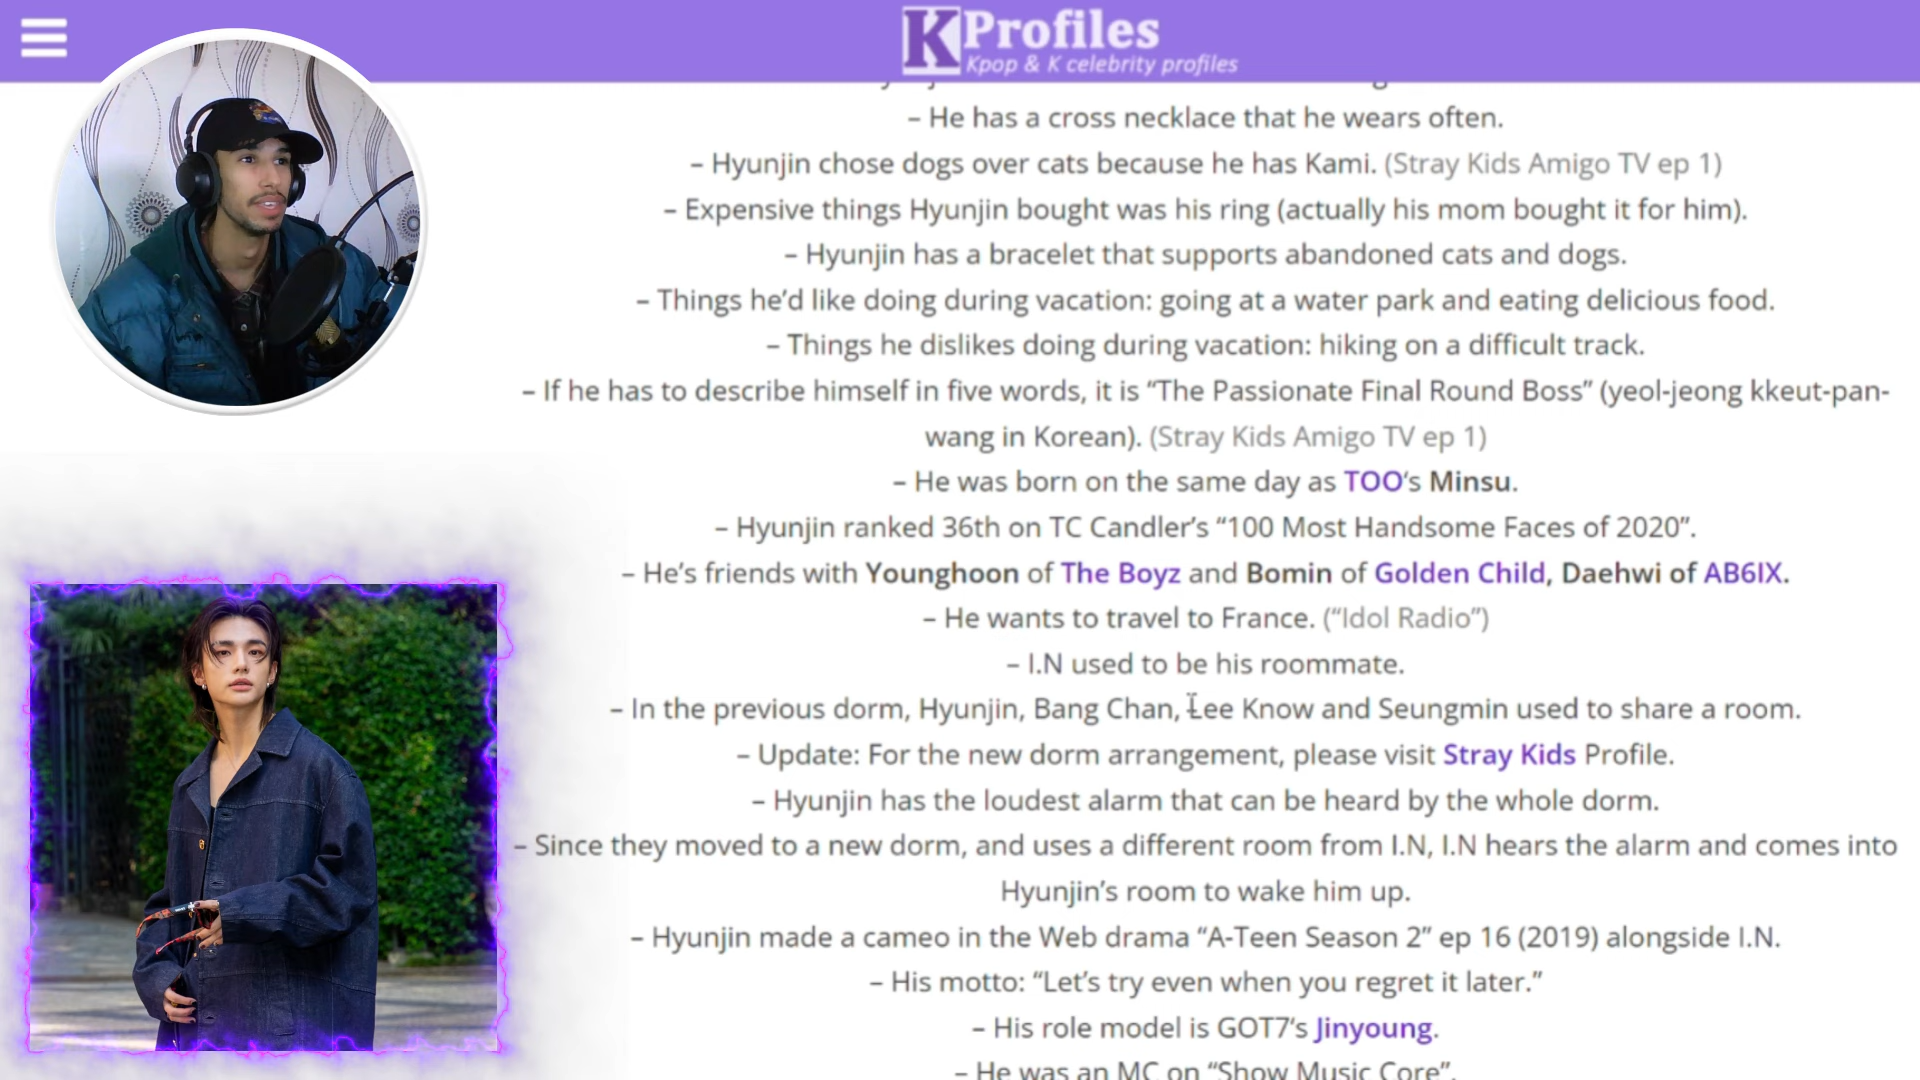 K Profiles
Kpop & K celebrity profiles
– He has a cross necklace that he wears often.
– Hyunjin chose dogs over cats because he has Kami. (Stray Kids Amigo TV ep 1)
– Expensive things Hyunjin bought was his ring (actually his mom bought it for him).
– Hyunjin has a bracelet that supports abandoned cats and dogs.
– Things he’d like doing during vacation: going at a water park and eating delicious food.
– Things he dislikes doing during vacation: hiking on a difficult track.
– If he has to describe himself in five words, it is “The Passionate Final Round Boss” (yeol-jeong kkeut-pan-
wang in Korean). (Stray Kids Amigo TV ep 1)
– He was born on the same day as TOO‘s Minsu.
– Hyunjin ranked 36th on TC Candler’s “100 Most Handsome Faces of 2020”.
– He’s friends with Younghoon of The Boyz and Bomin of Golden Child, Daehwi of AB6IX.
– He wants to travel to France. (“Idol Radio”)
– I.N used to be his roommate.
– In the previous dorm, Hyunjin, Bang Chan, Lee Know and Seungmin used to share a room.
– Update: For the new dorm arrangement, please visit Stray Kids Profile.
– Hyunjin has the loudest alarm that can be heard by the whole dorm.
– Since they moved to a new dorm, and uses a different room from I.N, I.N hears the alarm and comes into
Hyunjin’s room to wake him up.
– Hyunjin made a cameo in the Web drama “A-Teen Season 2” ep 16 (2019) alongside I.N.
– His motto: “Let’s try even when you regret it later.”
– His role model is GOT7‘s Jinyoung.
– He was an MC on “Show Music Core”.